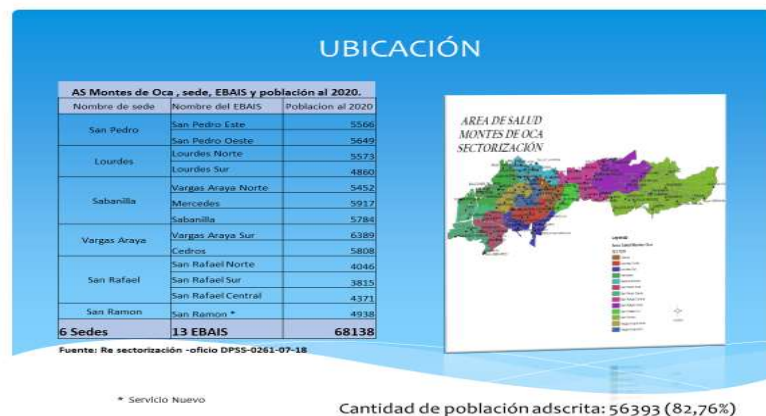 UBICACIÓN
AS Montes de Oca , sede, EBAIS y población al 2020.
Nombre de sede Nombre del EBAIS Poblacion al 2020
San Pedro San Pedro Este 5566
San Pedro Oeste 5649
Lourdes Lourdes Norte 5573
Lourdes Sur 4860
Sabanilla Vargas Araya Norte 5452
Mercedes 5917
Sabanilla 5784
Vargas Araya Vargas Araya Sur 6389
Cedros 5808
San Rafael San Rafael Norte 4046
San Rafael Sur 3815
San Rafael Central 4371
San Ramon San Ramon * 4938
6 Sedes 13 EBAIS 68138
Fuente: Re sectorización -oficio DPSS-0261-07-18
AREA DE SALUD
MONTES DE OCA
SECTORIZACIÓN
* Servicio Nuevo
Cantidad de población adscrita: 56393 (82,76%)